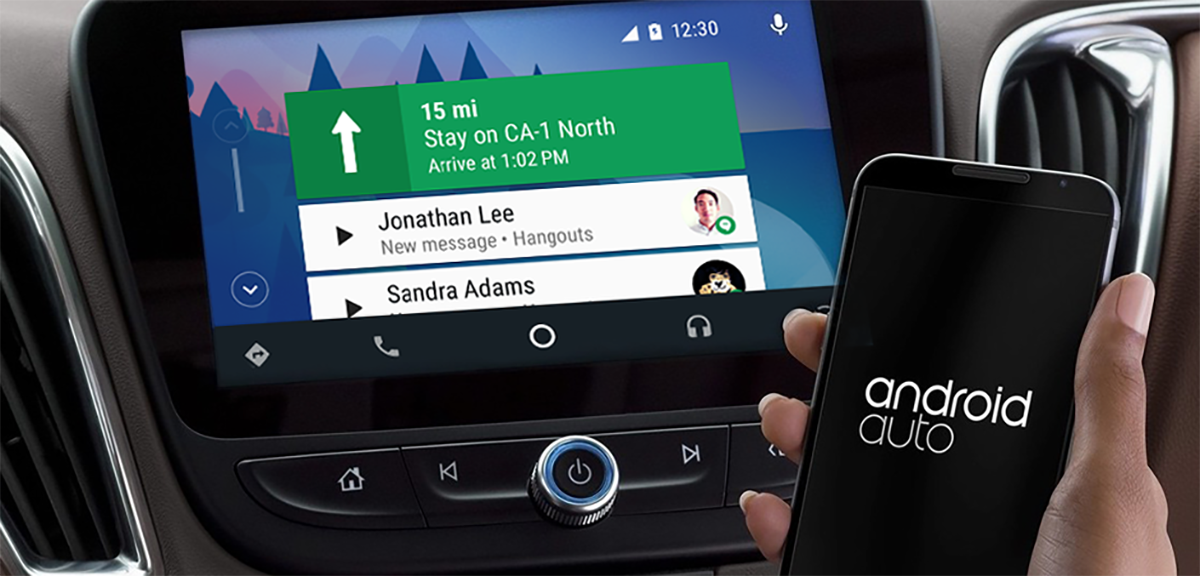 12:30
15 mi
Stay on CA-1 North
Arrive at 1:02 PM
Jonathan Lee
New message • Hangouts
Sandra Adams
android
auto